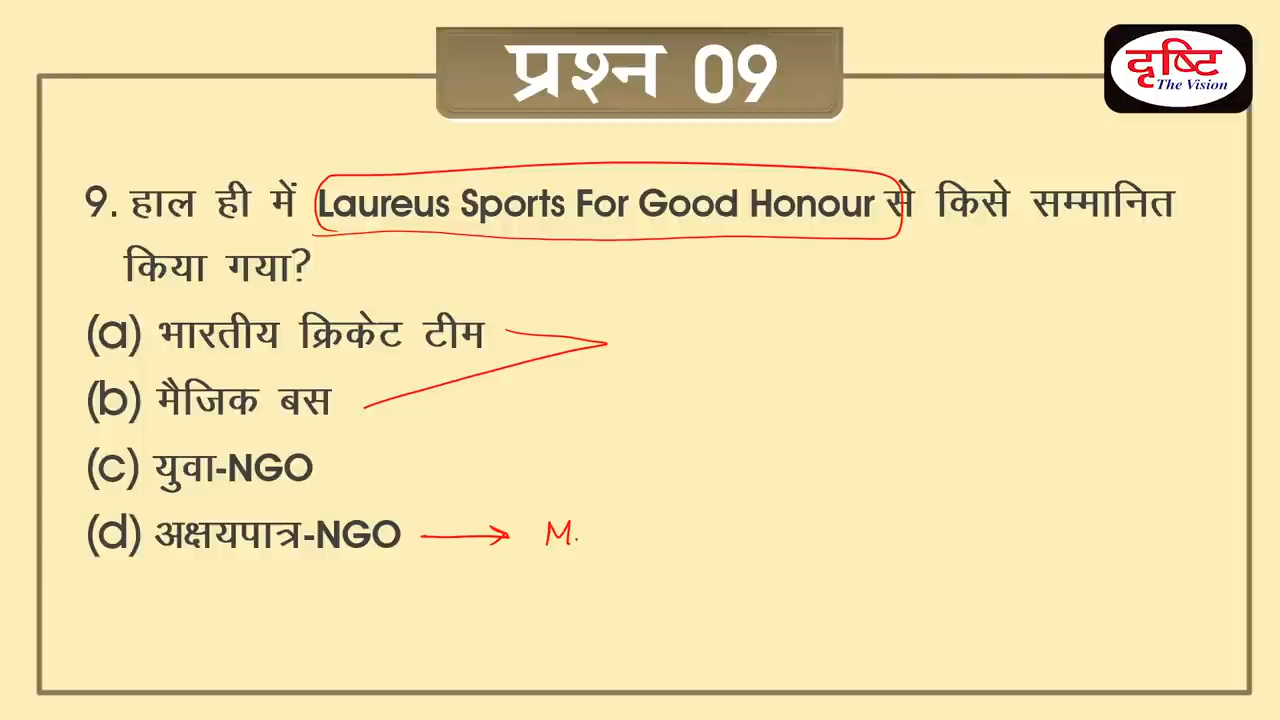 प्रश्न 09
दृष्टि
The Vision
9. हाल ही में Laureus Sports For Good Honour से किसे सम्मानित
किया गया?
(a) भारतीय क्रिकेट टीम
(b) मैजिक बस
(c) युवा-NGO
(d) अक्षयपात्र-NGO → M.